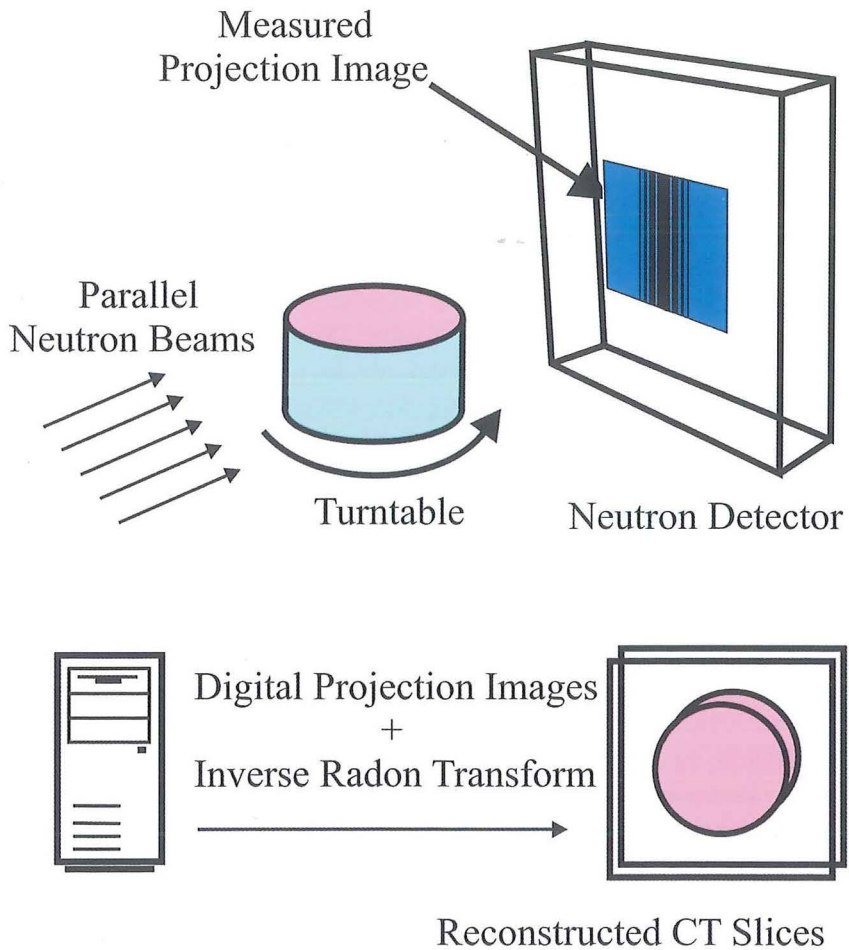 Measured
Projection Image
Parallel
Neutron Beams
Turntable
Neutron Detector
Digital Projection Images
+
Inverse Radon Transform
Reconstructed CT Slices